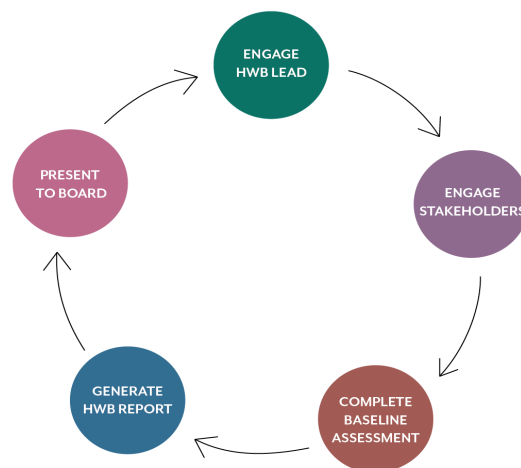 ENGAGE
HWB LEAD
ENGAGE
STAKEHOLDERS
COMPLETE
BASELINE
ASSESSMENT
GENERATE
HWB REPORT
PRESENT
TO BOARD